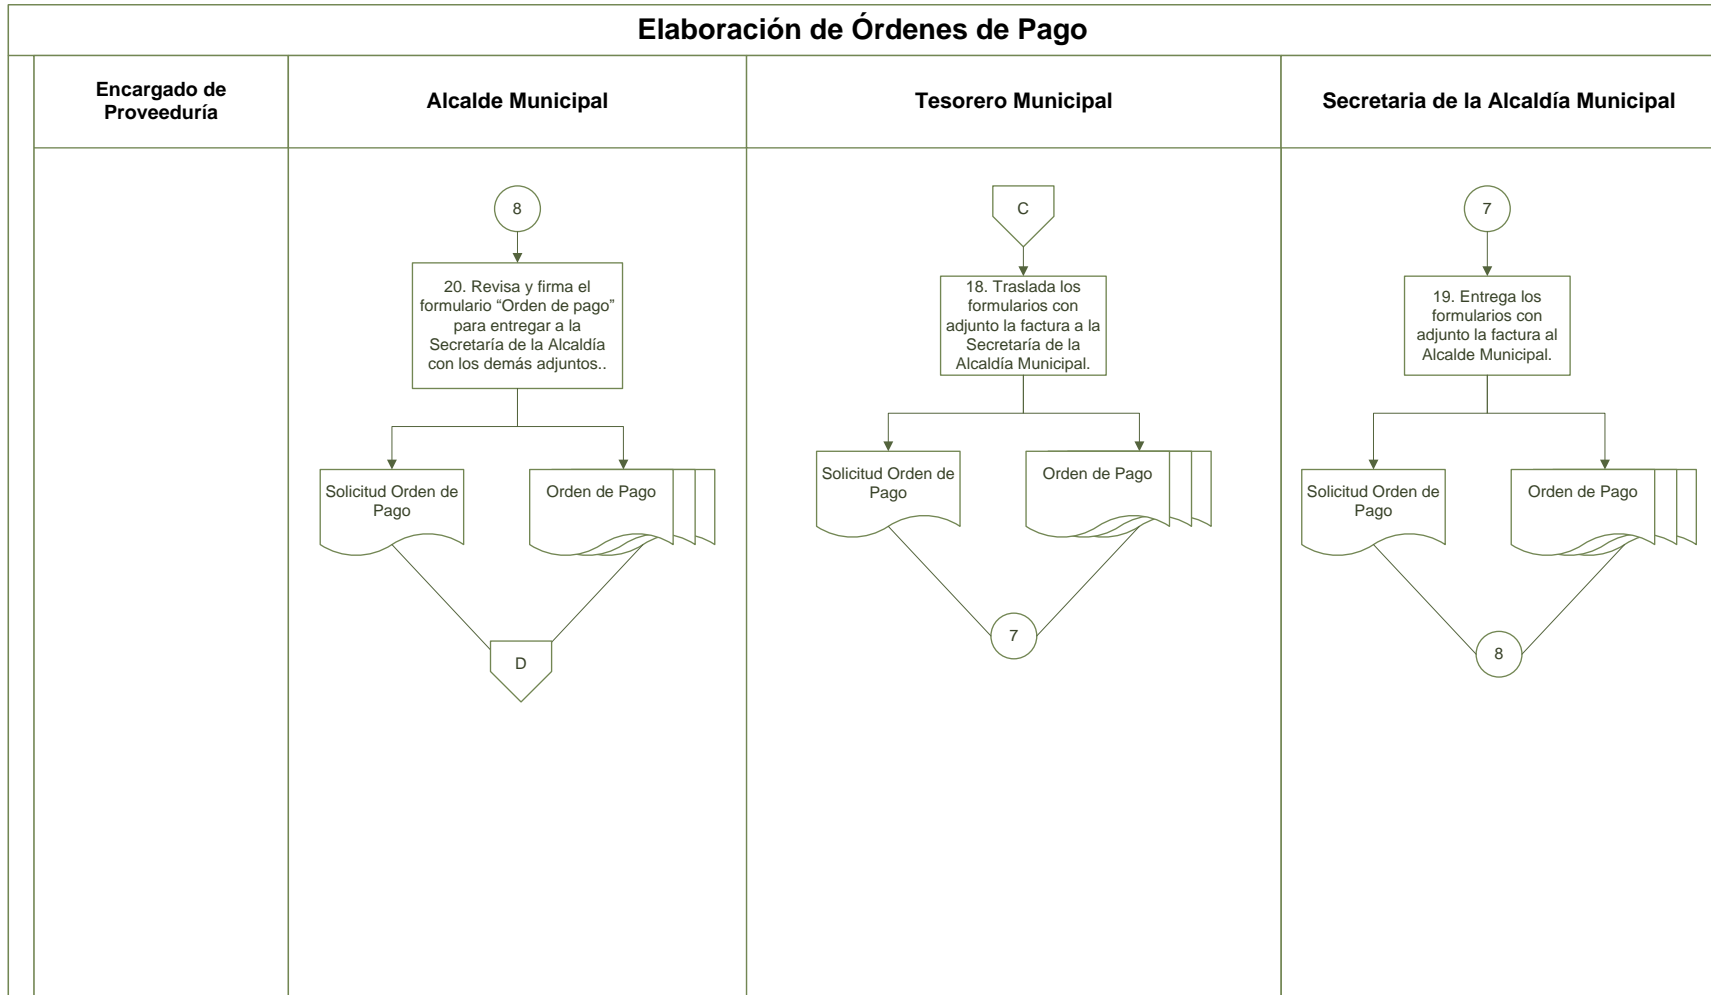 Elaboración de Órdenes de Pago
Encargado de
Proveeduría
Alcalde Municipal
Tesorero Municipal
Secretaria de la Alcaldía Municipal
8
20. Revisa y firma el
formulario “Orden de pago”
para entregar a la
Secretaría de la Alcaldía
con los demás adjuntos..
Solicitud Orden de
Pago
Orden de Pago
D
C
18. Traslada los
formularios con
adjunto la factura a la
Secretaría de la
Alcaldía Municipal.
Solicitud Orden de
Pago
Orden de Pago
7
7
19. Entrega los
formularios con
adjunto la factura al
Alcalde Municipal.
Solicitud Orden de
Pago
Orden de Pago
8